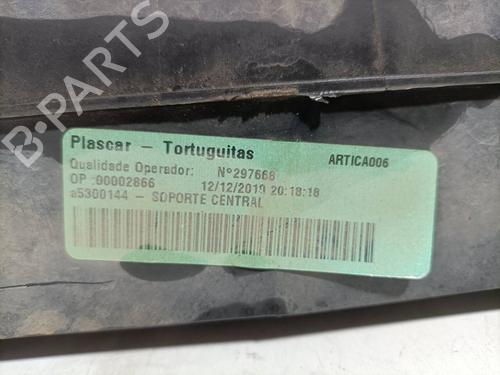 B-PARTS
Plascar – Tortuguitas ARTICA006
Qualidade Operador: Nº297668
OP :00002866 12/12/2019 20:18:18
a5300144 – SOPORTE CENTRAL